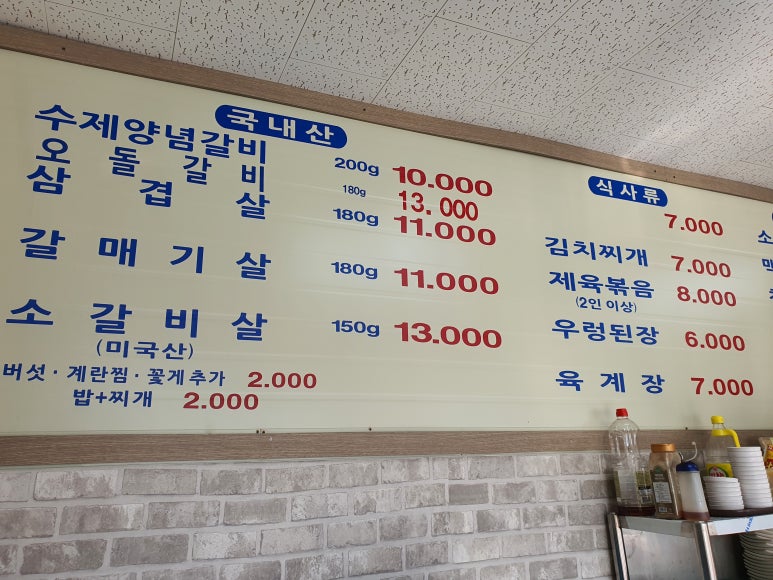 국내산
수제양념갈비 200g 10.000
오돌갈비 180g 13.000
삼겹살 180g 11.000
갈매기살 180g 11.000
소갈비살 150g 13.000
(미국산)
버섯·계란찜·꽃게추가 2.000
밥+찌개 2.000
식사류
7.000
김치찌개 7.000
제육볶음 8.000
(2인 이상)
우렁된장 6.000
육계장 7.000
소